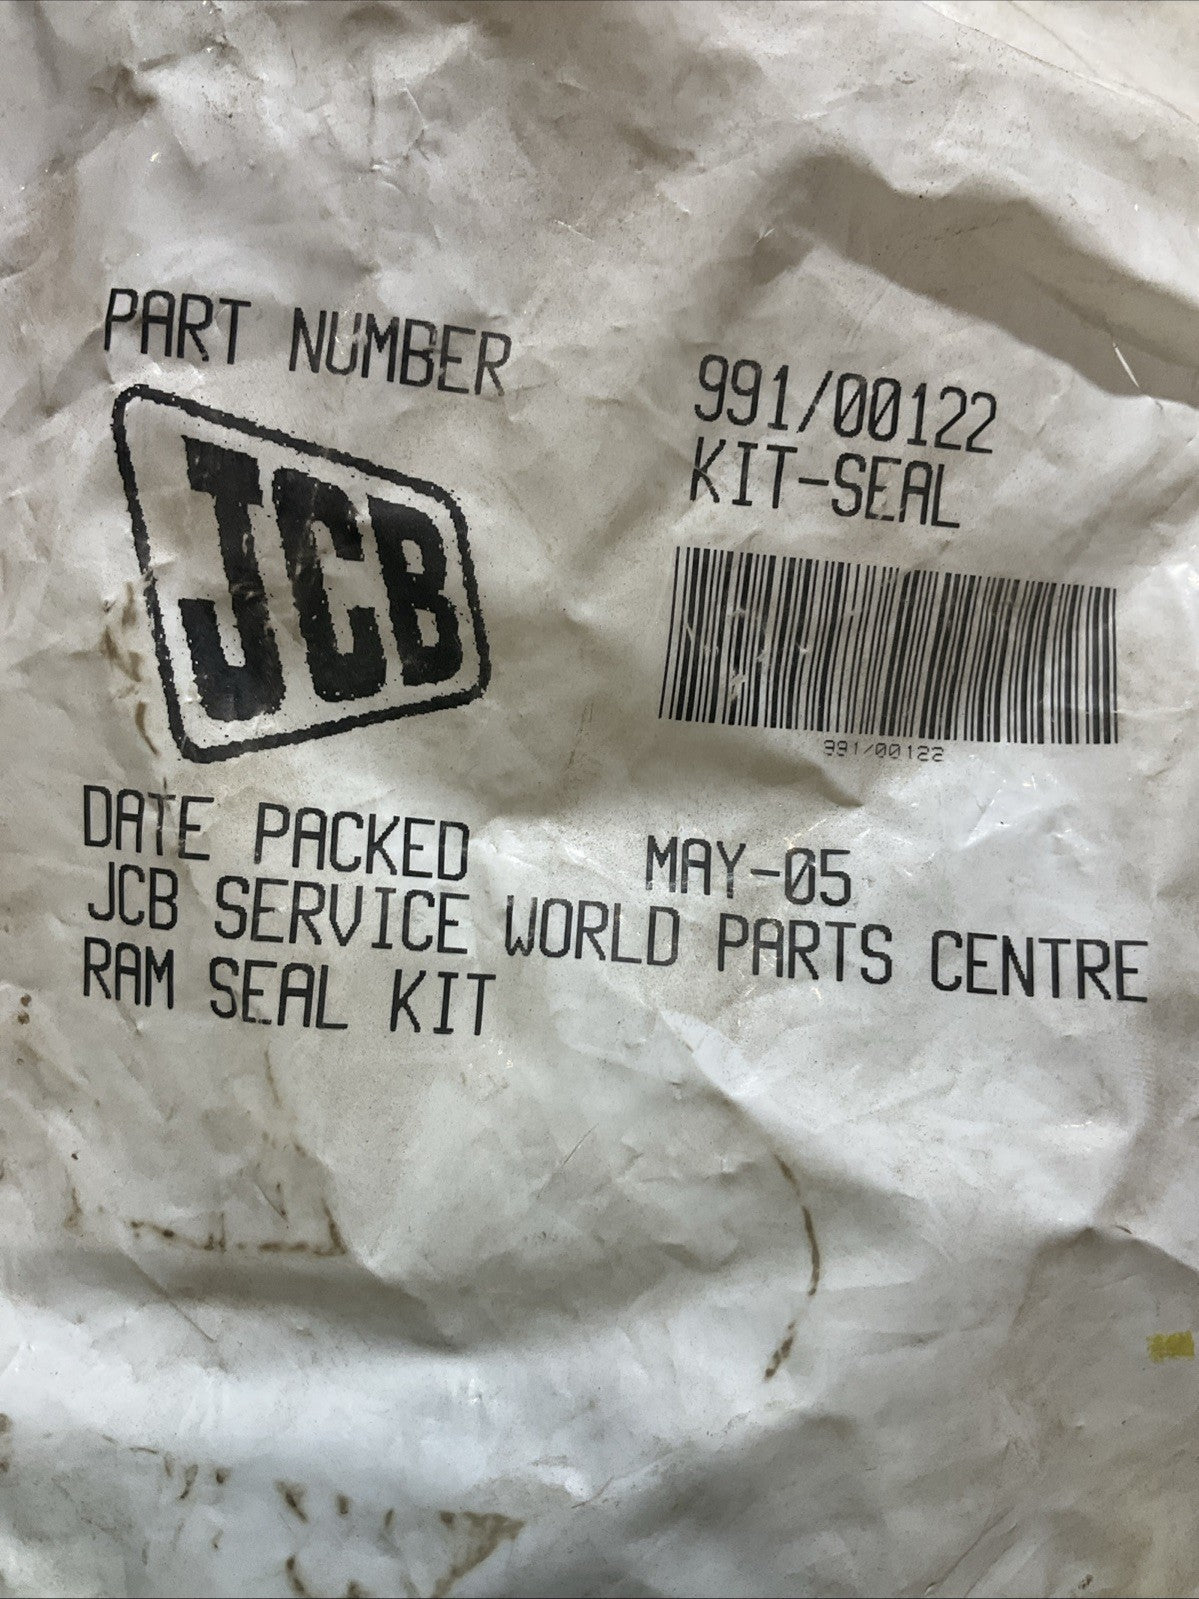 PART NUMBER 991/00122
KIT-SEAL
JCB
991/00122
DATE PACKED MAY-05
JCB SERVICE WORLD PARTS CENTRE
RAM SEAL KIT